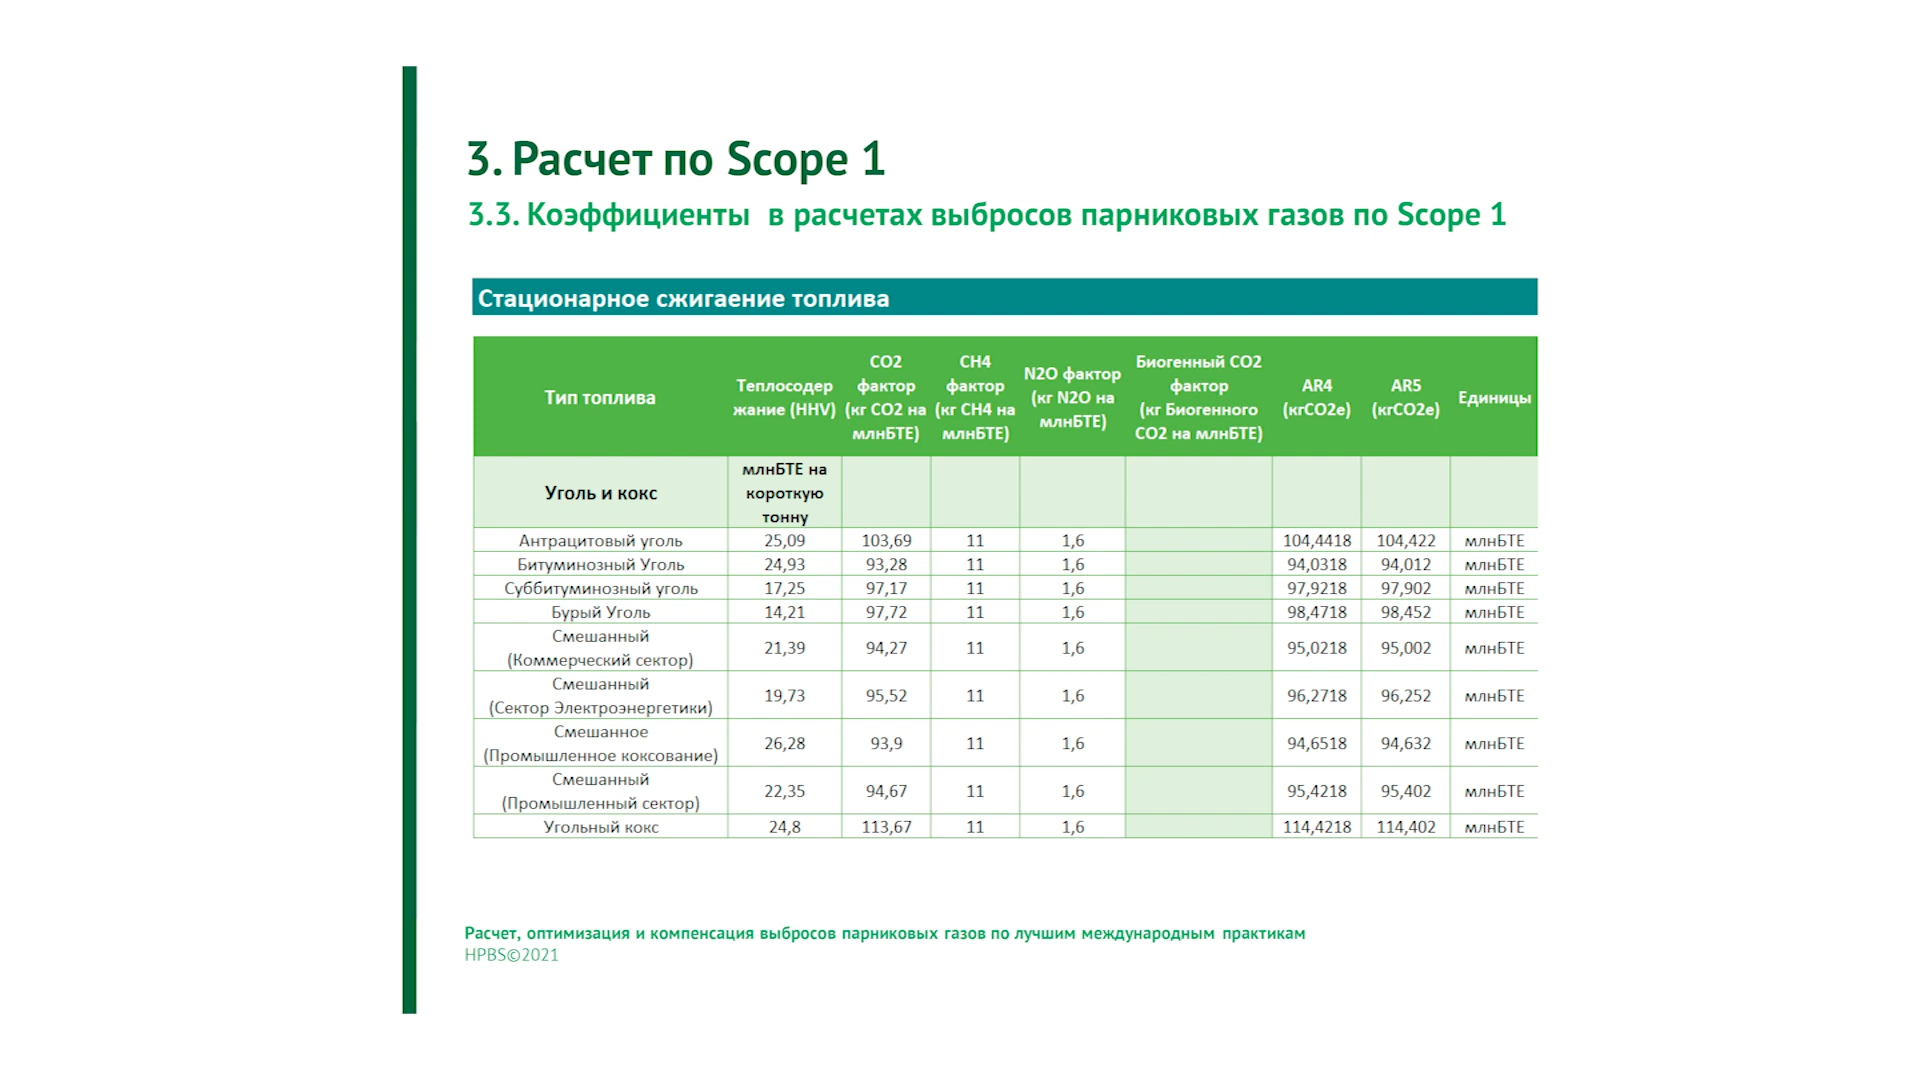 3. Расчет по Scope 1
3.3. Коэффициенты в расчетах выбросов парниковых газов по Scope 1
Стационарное сжигаение топлива
Тип топлива
Теплосодер
жание (HHV)
CO2
фактор
(кг CO2 на
млнБТЕ)
CH4
фактор
(кг CH4 на
млнБТЕ)
N2O фактор
(кг N2O на
млнБТЕ)
Биогенный CO2
фактор
(кг Биогенного
CO2 на млнБТЕ)
AR4
(кгCO2e)
AR5
(кгCO2e)
Единицы
Уголь и кокс
млнБТЕ на
короткую
тонну
Антрацитовый уголь 25,09 103,69 11 1,6 104,4418 104,422 млнБТЕ
Битуминозный Уголь 24,93 93,28 11 1,6 94,0318 94,012 млнБТЕ
Суббитуминозный уголь 17,25 97,17 11 1,6 97,9218 97,902 млнБТЕ
Бурый Уголь 14,21 97,72 11 1,6 98,4718 98,452 млнБТЕ
Смешанный
(Коммерческий сектор) 21,39 94,27 11 1,6 95,0218 95,002 млнБТЕ
Смешанный
(Сектор Электроэнергетики) 19,73 95,52 11 1,6 96,2718 96,252 млнБТЕ
Смешанное
(Промышленное коксование) 26,28 93,9 11 1,6 94,6518 94,632 млнБТЕ
Смешанный
(Промышленный сектор) 22,35 94,67 11 1,6 95,4218 95,402 млнБТЕ
Угольный кокс 24,8 113,67 11 1,6 114,4218 114,402 млнБТЕ
Расчет, оптимизация и компенсация выбросов парниковых газов по лучшим международным практикам
HPBS©2021